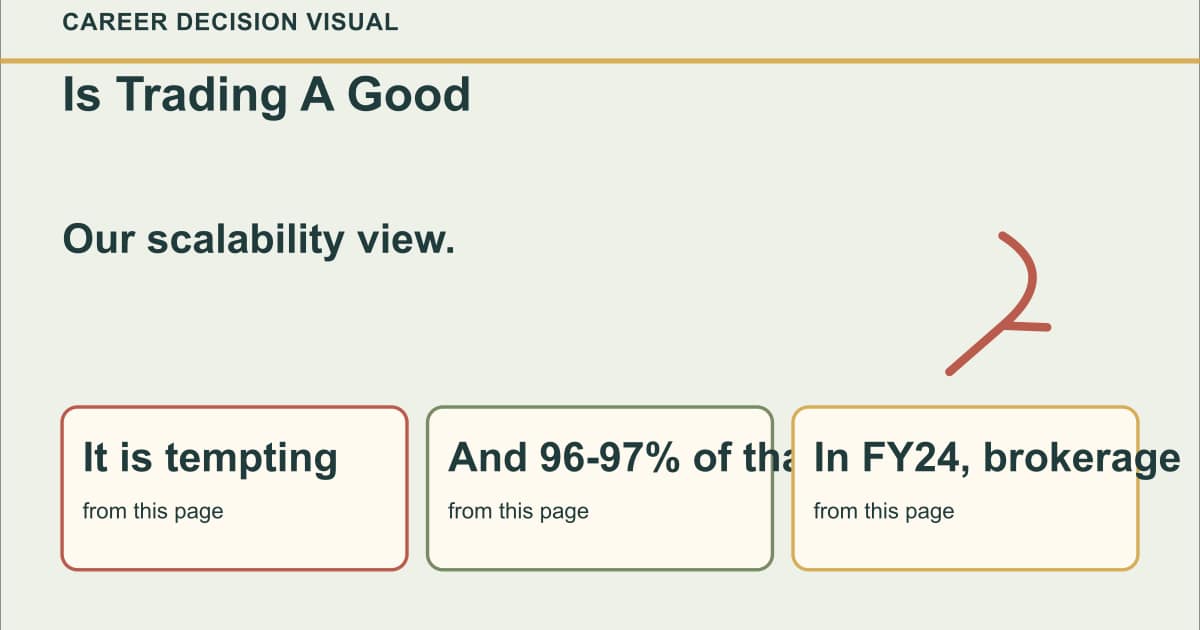 CAREER DECISION VISUAL
Is Trading A Good
Our scalability view.
It is tempting
from this page
And 96-97% of tha
from this page
In FY24, brokerage
from this page